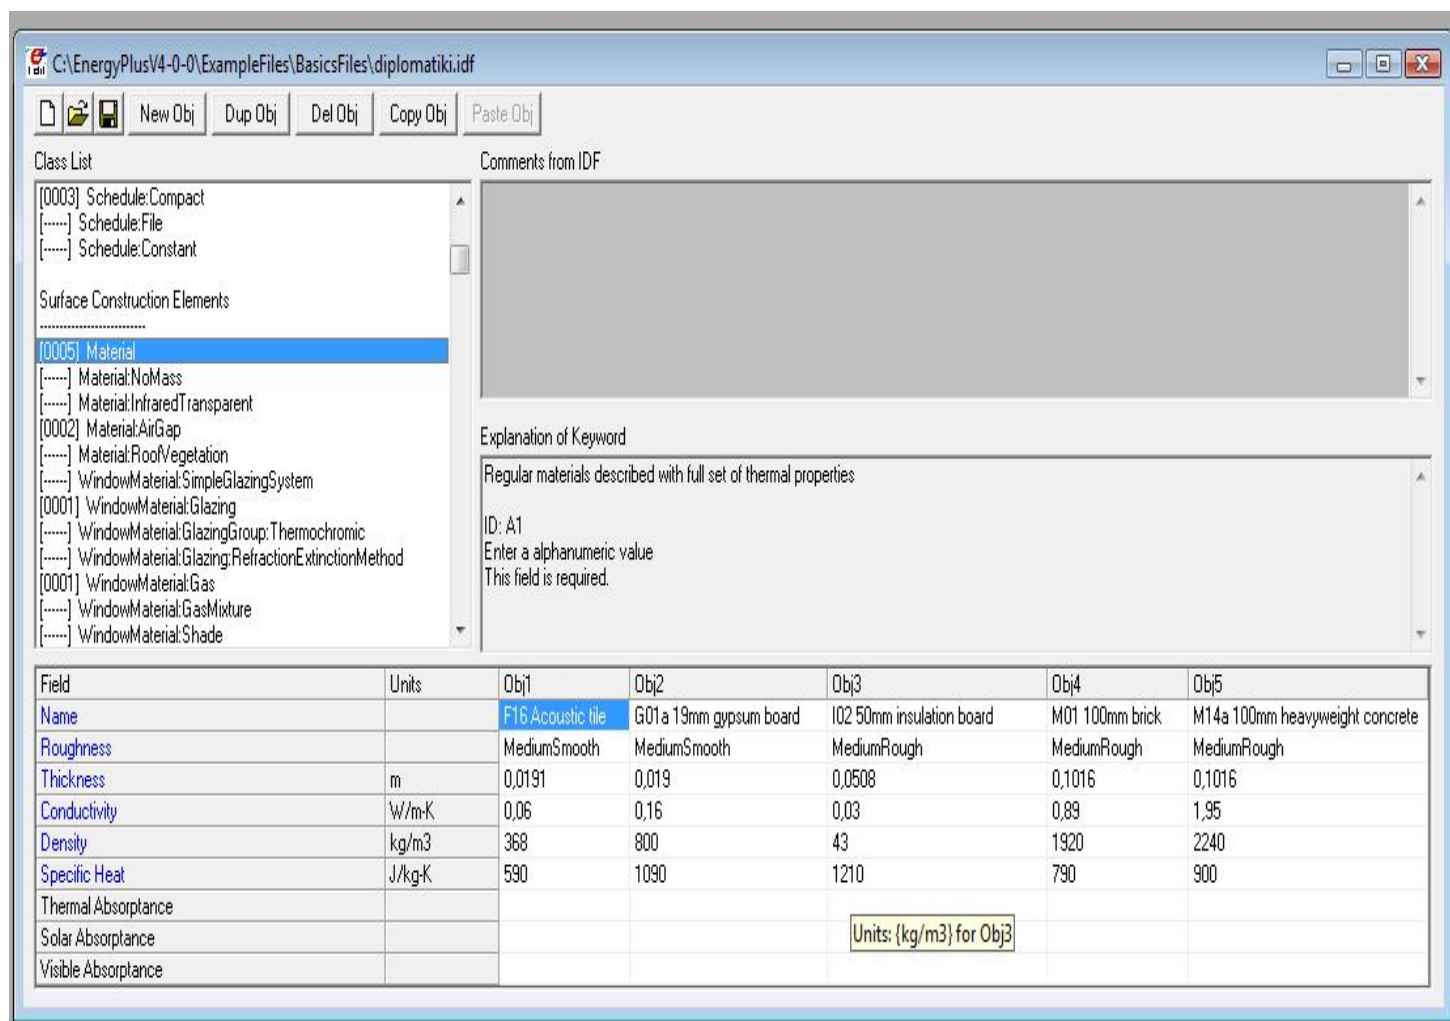 C:\EnergyPlusV4-0-0\ExampleFiles\BasicsFiles\diplomatiki.idf
New Obj Dup Obj Del Obj Copy Obj Paste Obj
Class List
[0003] Schedule:Compact
[------] Schedule:File
[------] Schedule:Constant
Surface Construction Elements
---------------------------
[0005] Material
[------] Material:NoMass
[------] Material:InfraredTransparent
[0002] Material:AirGap
[------] Material:RoofVegetation
[------] WindowMaterial:SimpleGlazingSystem
[0001] WindowMaterial:Glazing
[------] WindowMaterial:GlazingGroup:Thermochromic
[------] WindowMaterial:Glazing:RefractionExtinctionMethod
[0001] WindowMaterial:Gas
[------] WindowMaterial:GasMixture
[------] WindowMaterial:Shade
Comments from IDF
Explanation of Keyword
Regular materials described with full set of thermal properties
ID: A1
Enter a alphanumeric value
This field is required.
Field Units Obj1 Obj2 Obj3 Obj4 Obj5
Name F16 Acoustic tile G01a 19mm gypsum board I02 50mm insulation board M01 100mm brick M14a 100mm heavyweight concrete
Roughness MediumSmooth MediumSmooth MediumRough MediumRough MediumRough
Thickness m 0,0191 0,019 0,0508 0,1016 0,1016
Conductivity W/m-K 0,06 0,16 0,03 0,89 1,95
Density kg/m3 368 800 43 1920 2240
Specific Heat J/kg-K 590 1090 1210 790 900
Thermal Absorptance
Solar Absorptance
Units: {kg/m3} for Obj3
Visible Absorptance